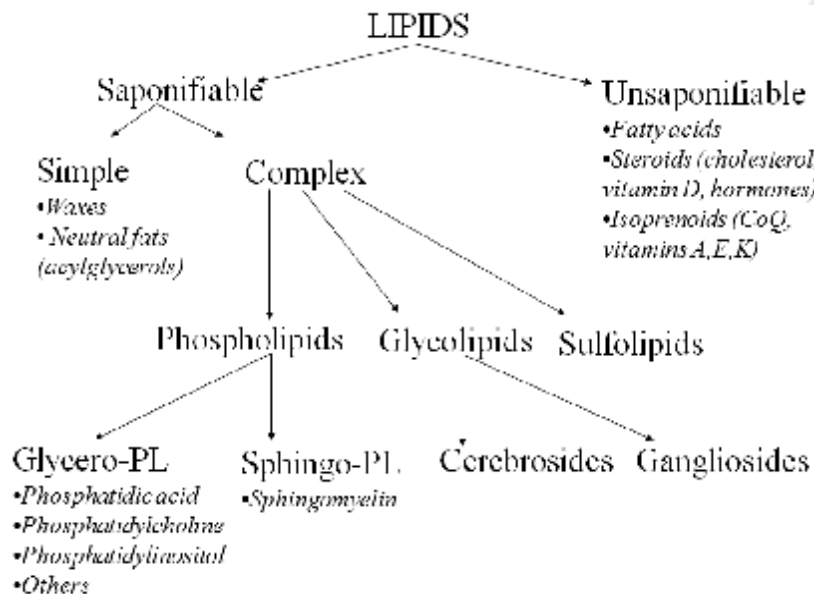 LIPIDS
Saponifiable
Unsaponifiable
•Fatty acids
•Steroids (cholesterol,
vitamin D, hormones)
•Isoprenoids (CoQ,
vitamins A,E,K)
Simple
•Waxes
• Neutral fats
(acylglycerols)
Complex
Phospholipids
Glycolipids
Sulfolipids
Glycero-PL
•Phosphatidic acid
•Phosphatidylcholine
•Phosphatidylinositol
•Others
Sphingo-PL
•Sphingomyelin
Cerebrosides
Gangliosides